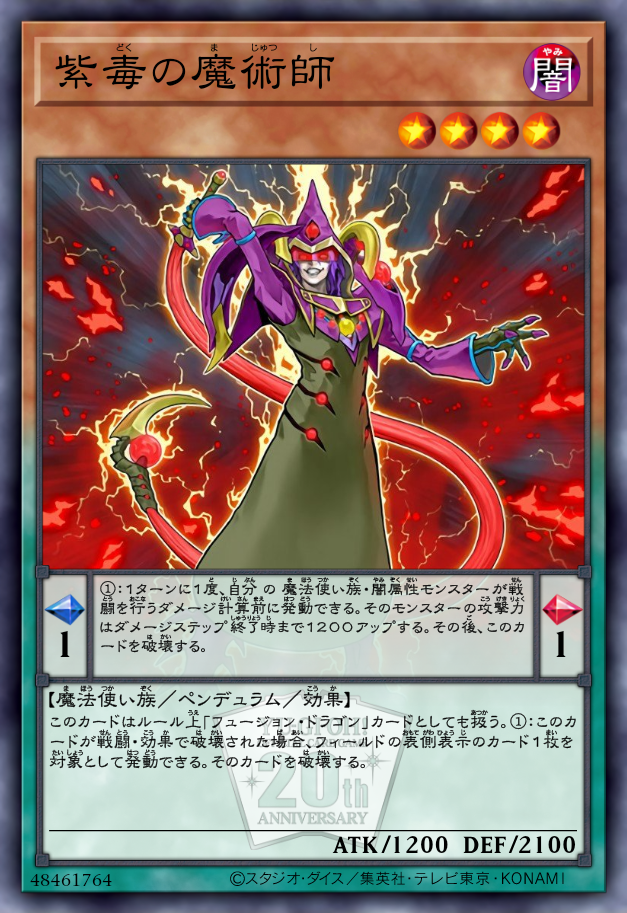 紫毒の魔術師
闇
①：1ターンに1度、自分の魔法使い族・闇属性モンスターが戦
闘を行うダメージ計算前に発動できる。そのモンスターの攻撃力
はダメージステップ終了時まで1200アップする。その後、このカ
ードを破壊する。
1
1
【魔法使い族／ペンデュラム／効果】
このカードはルール上「フュージョン・ドラゴン」カードとしても扱う。①：このカ
ードが戦闘・効果で破壊された場合、フィールドの表側表示のカード1枚を
対象として発動できる。そのカードを破壊する。
20th
ANNIVERSARY
ATK/1200 DEF/2100
48461764
©スタジオ・ダイス／集英社・テレビ東京・KONAMI